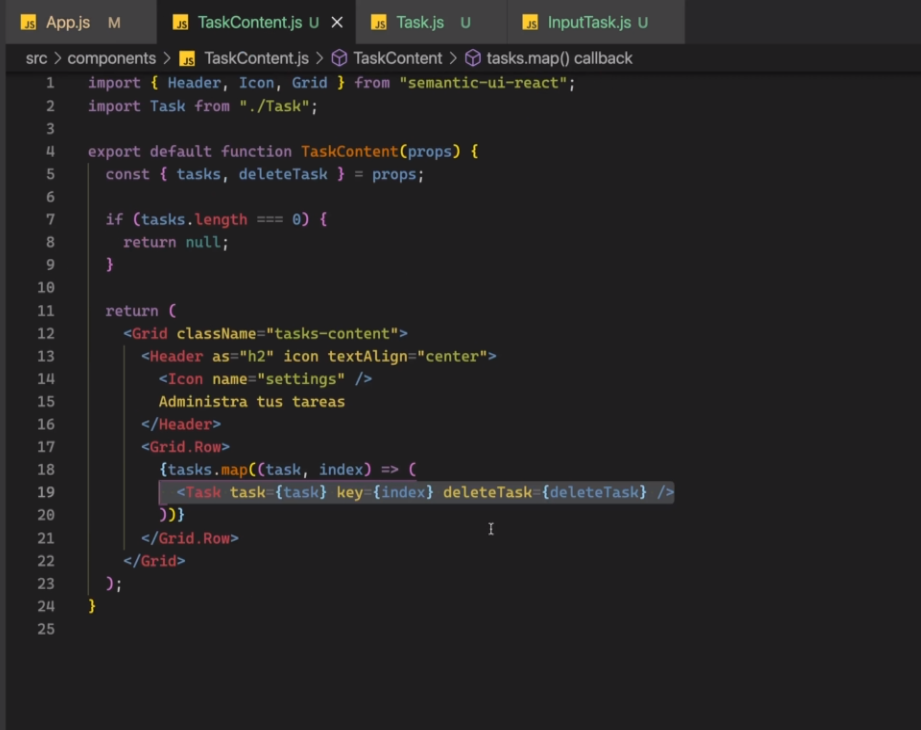 JS App.js M JS TaskContent.js U × JS Task.js U JS InputTask.js U
src > components > JS TaskContent.js > TaskContent > tasks.map() callback
1 import { Header, Icon, Grid } from "semantic-ui-react";
2 import Task from "./Task";
3
4 export default function TaskContent(props) {
5 const { tasks, deleteTask } = props;
6
7 if (tasks.length === 0) {
8 return null;
9 }
10
11 return (
12 <Grid className="tasks-content">
13 <Header as="h2" icon textAlign="center">
14 <Icon name="settings" />
15 Administra tus tareas
16 </Header>
17 <Grid.Row>
18 {tasks.map((task, index) => (
19 <Task task={task} key={index} deleteTask={deleteTask} />
20 ))}
21 </Grid.Row>
22 </Grid>
23 );
24 }
25